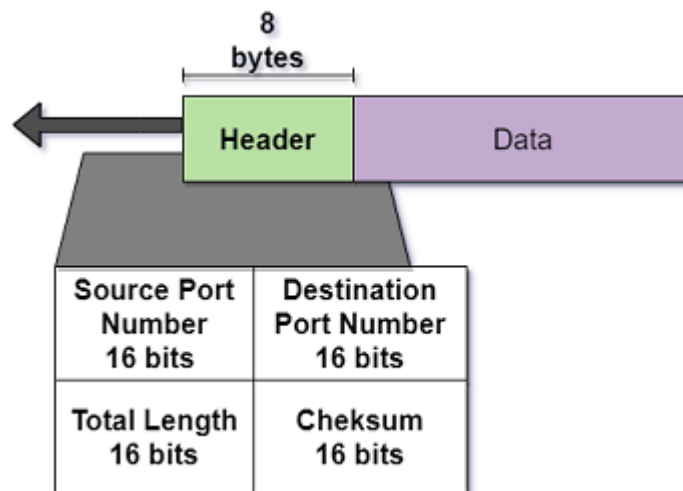 8
bytes
Header
Data
Source Port
Number
16 bits
Destination
Port Number
16 bits
Total Length
16 bits
Cheksum
16 bits